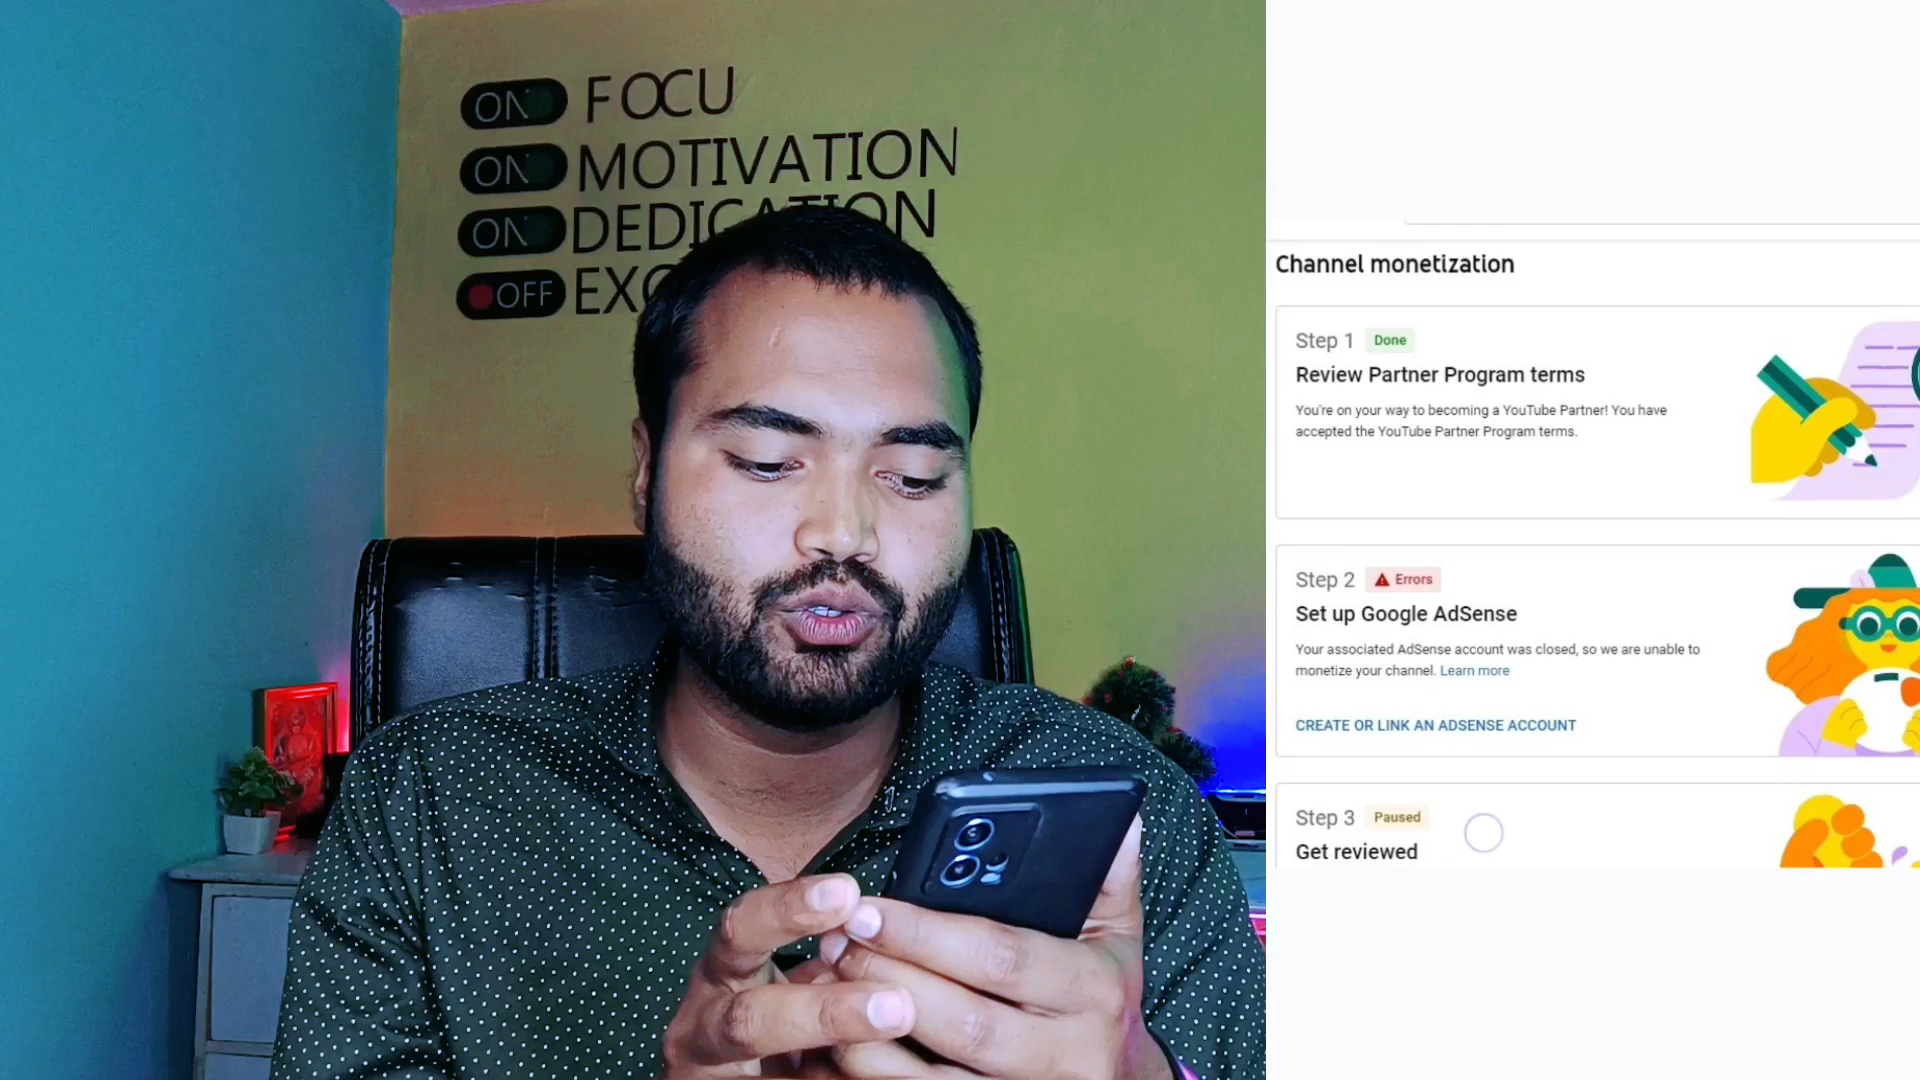 ON FOCU
ON MOTIVATION
ON DEDICATION
OFF EXC
Channel monetization
Step 1 Done
Review Partner Program terms
You're on your way to becoming a YouTube Partner! You have
accepted the YouTube Partner Program terms.
Step 2 Errors
Set up Google AdSense
Your associated AdSense account was closed, so we are unable to
monetize your channel. Learn more
CREATE OR LINK AN ADSENSE ACCOUNT
Step 3 Paused
Get reviewed